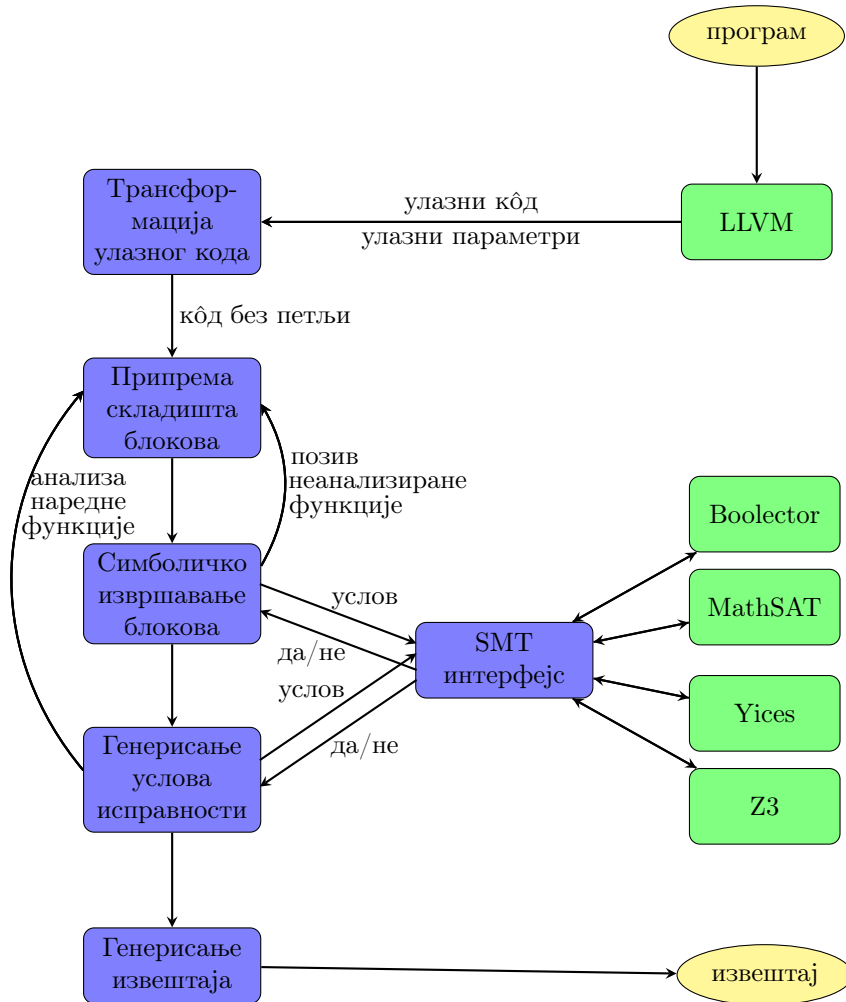 програм
Трансфор-
мација
улазног кода
улазни кôд
улазни параметри
LLVM
кôд без петљи
Припрема
складишта
блокова
анализа
наредне
функције
позив
неанализиране
функције
Симболичко
извршавање
блокова
услов
да/не
услов
да/не
SMT
интерфејс
Boolector
MathSAT
Yices
Z3
Генерисање
услова
исправности
Генерисање
извештаја
извештај